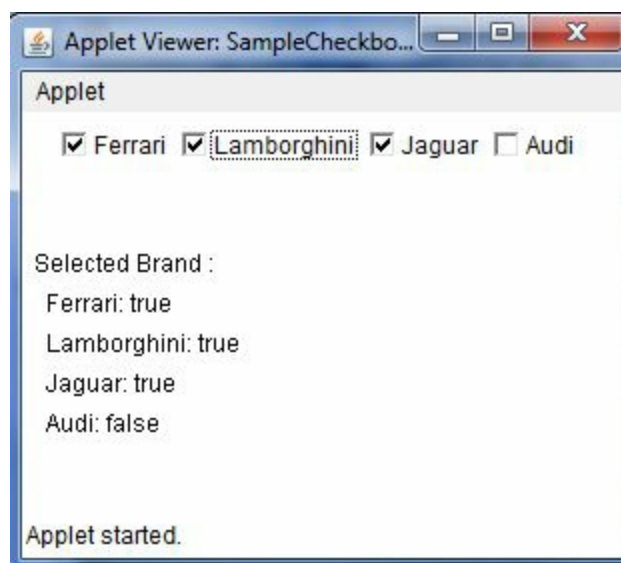 Applet Viewer: SampleCheckbo...
Applet
Ferrari Lamborghini Jaguar Audi
Selected Brand :
Ferrari: true
Lamborghini: true
Jaguar: true
Audi: false
Applet started.